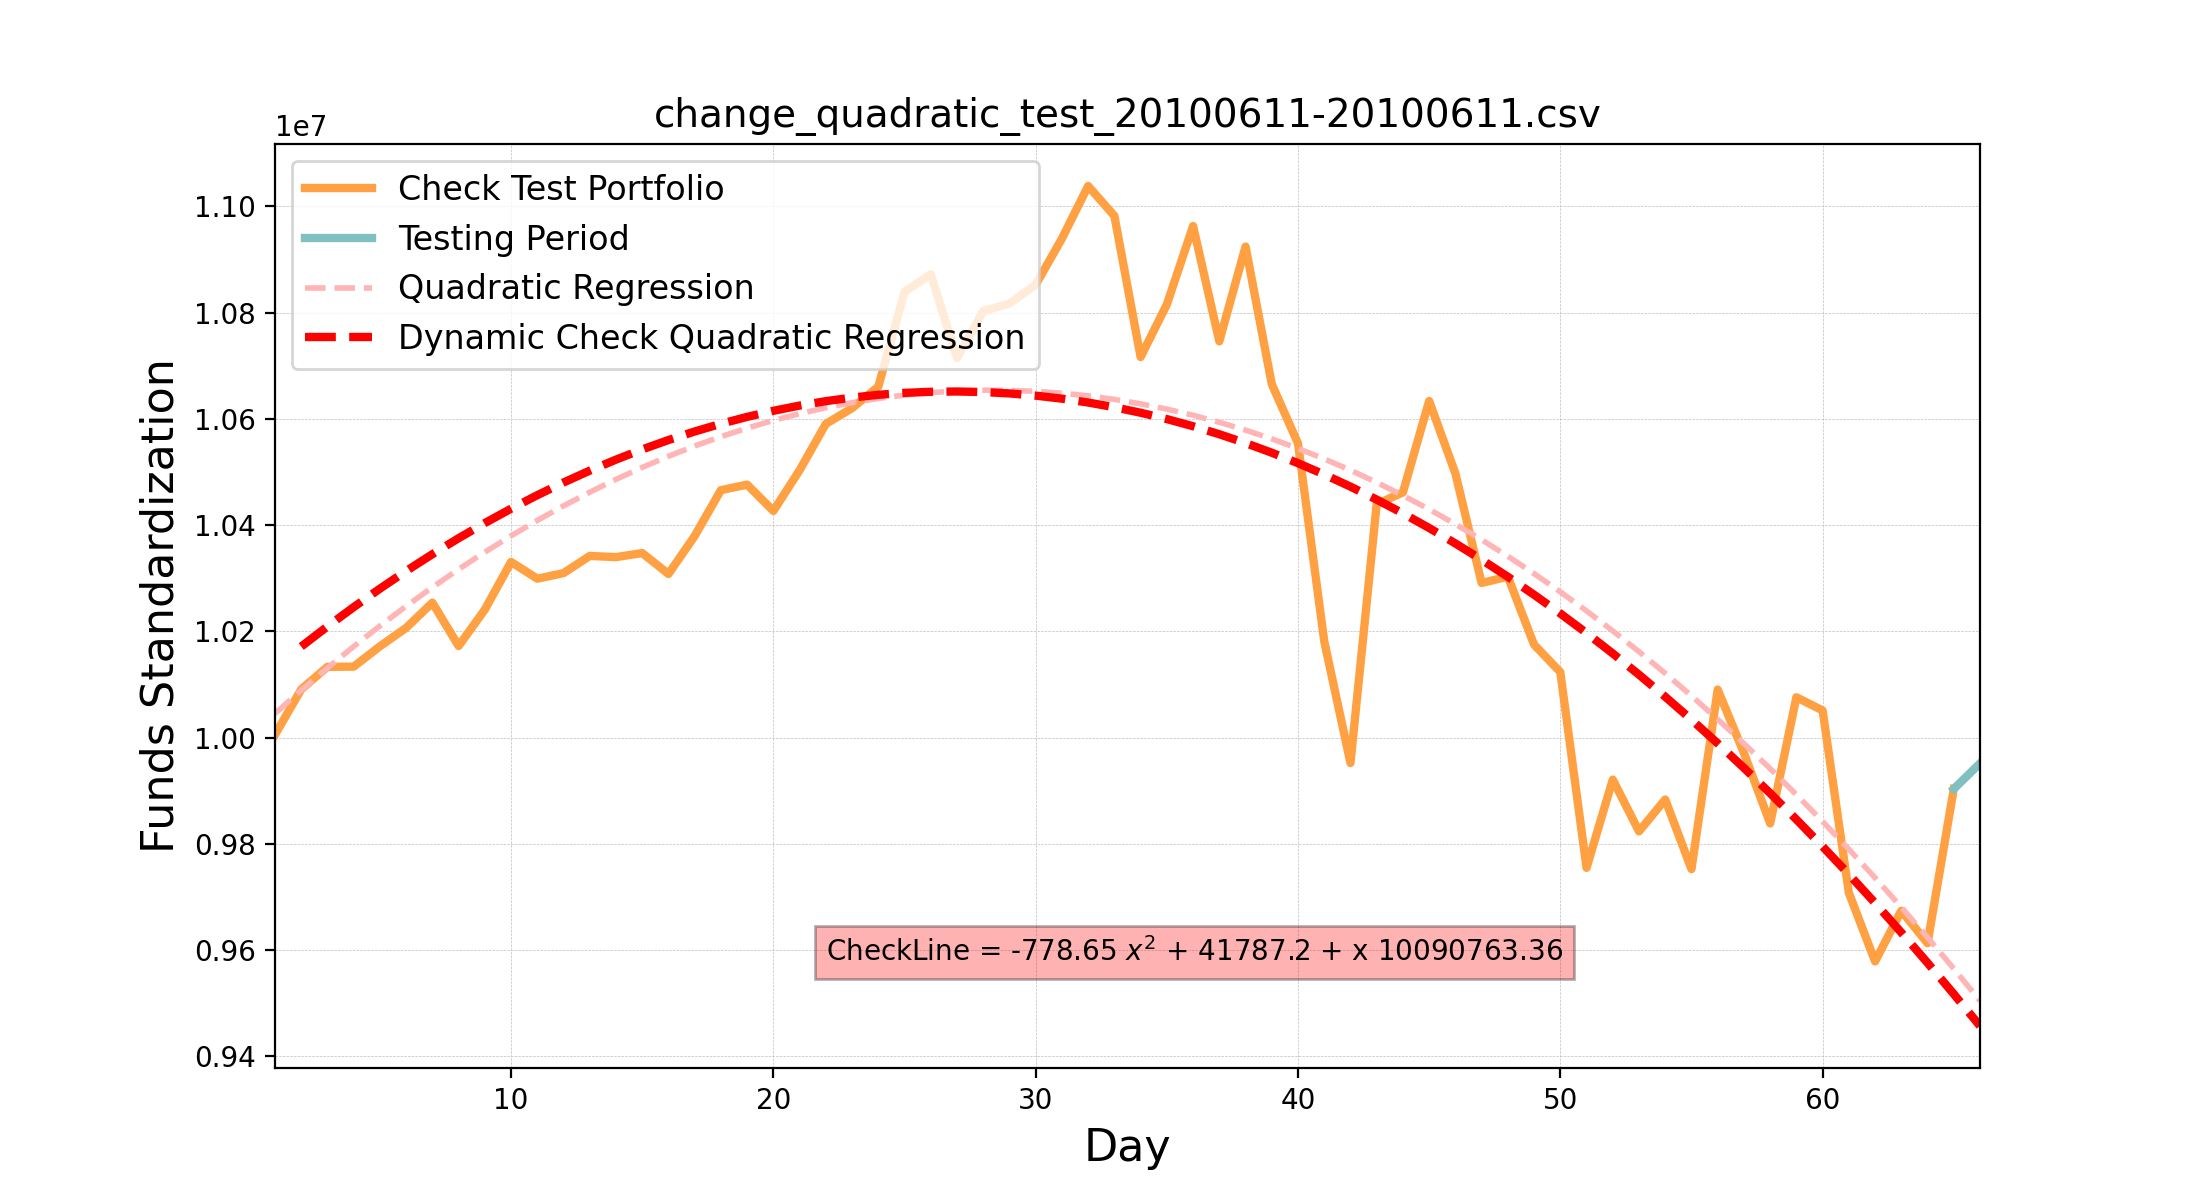 change_quadratic_test_20100611-20100611.csv
1e7
Check Test Portfolio
Testing Period
Quadratic Regression
Dynamic Check Quadratic Regression
1.10
1.08
1.06
1.04
1.02
1.00
0.98
0.96
0.94
Funds Standardization
CheckLine = -778.65 x² + 41787.2 + x 10090763.36
10 20 30 40 50 60
Day